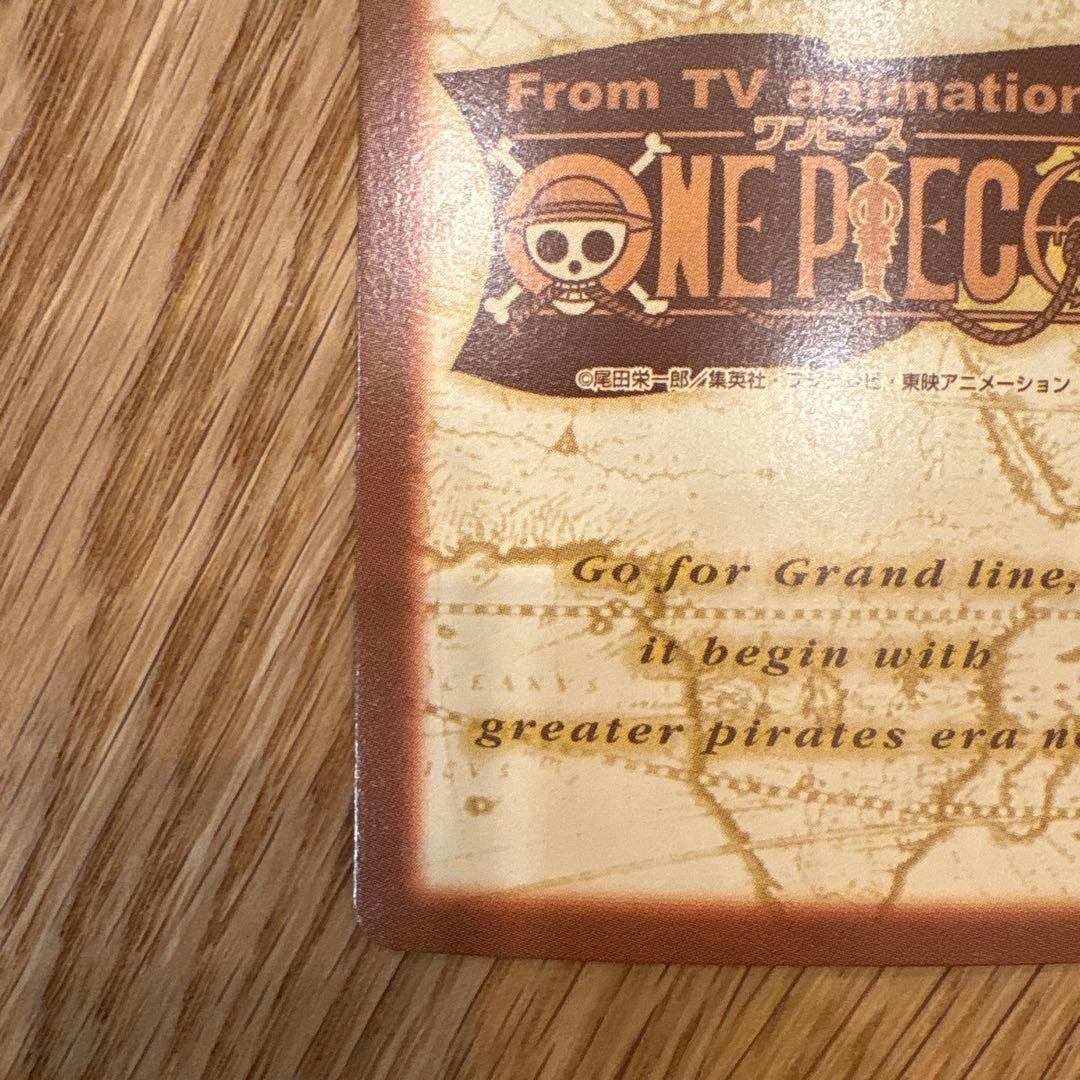 From TV animation
ワンピース
ONE PIECE
©尾田栄一郎/集英社・フジテレビ・東映アニメーション
Go for Grand line,
it begin with
greater pirates era